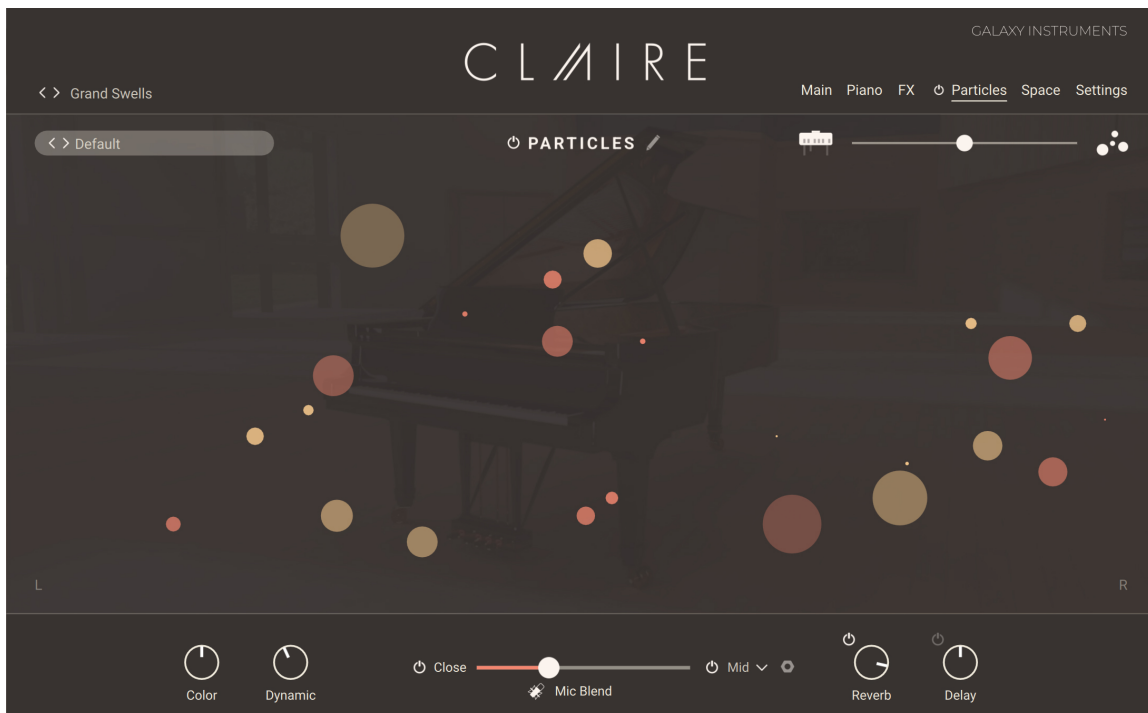 GALAXY INSTRUMENTS
CLAIRE
Grand Swells
Main Piano FX Particles Space Settings
Default
PARTICLES
L R
Close Mid
Mic Blend
Color Dynamic Reverb Delay